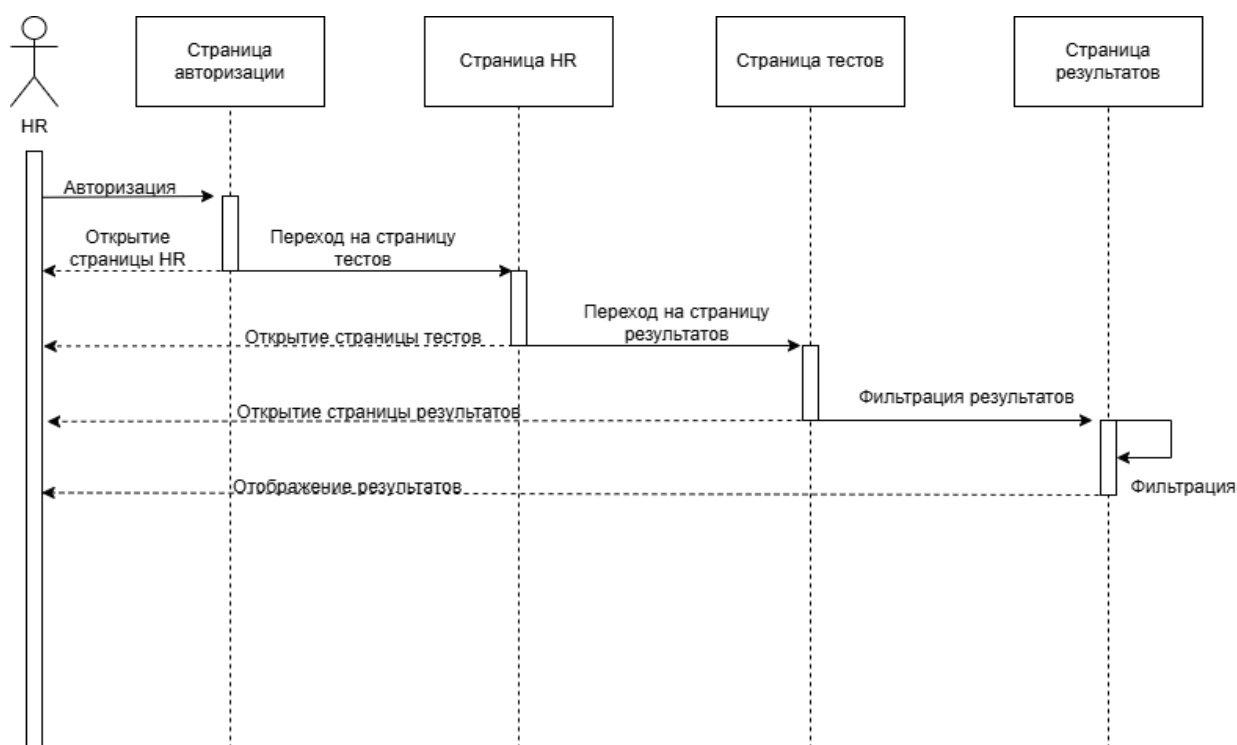 Страница
авторизации
Страница HR
Страница тестов
Страница
результатов
HR
Авторизация
Открытие
страницы HR
Переход на страницу
тестов
Переход на страницу
результатов
Открытие страницы тестов
Фильтрация результатов
Открытие страницы результатов
Отображение результатов
Фильтрация